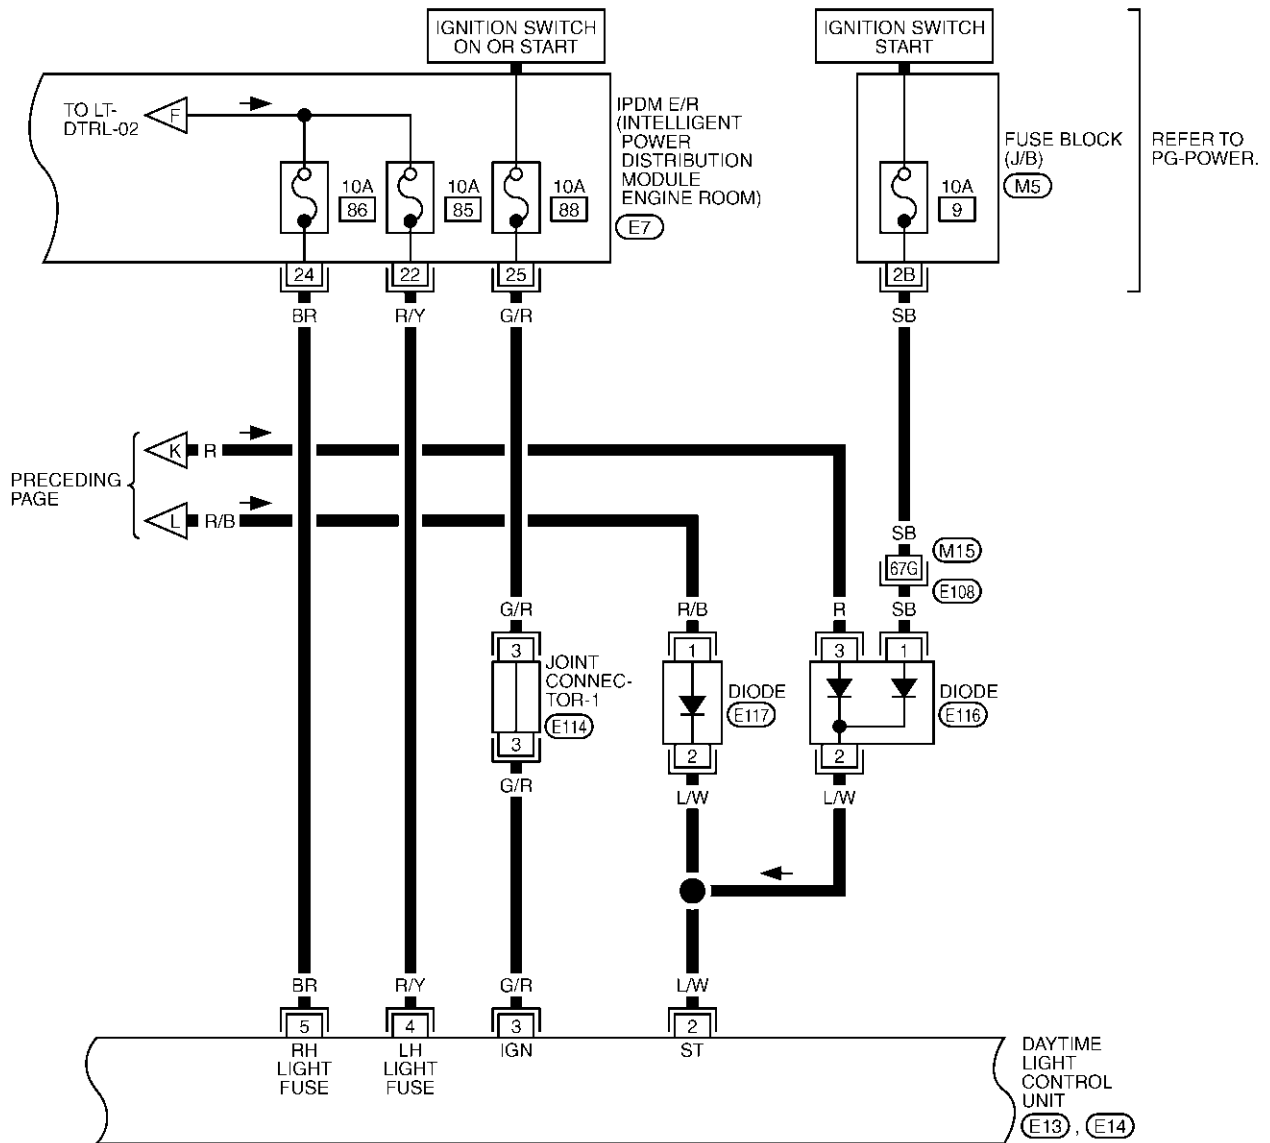 IGNITION SWITCH
ON OR START
IGNITION SWITCH
START
TO LT-
DTRL-02
F
IPDM E/R
(INTELLIGENT
POWER
DISTRIBUTION
MODULE
ENGINE ROOM)
E7
FUSE BLOCK
(J/B)
M5
REFER TO
PG-POWER.
10A
86
10A
85
10A
88
10A
9
24
22
25
2B
BR
R/Y
G/R
SB
PRECEDING
PAGE
K
R
L
R/B
SB
67G
M15
E108
G/R
R/B
R
SB
3
1
3
1
JOINT
CONNEC-
TOR-1
E114
DIODE
E117
DIODE
E116
3
2
2
G/R
L/W
L/W
BR
R/Y
G/R
L/W
5
4
3
2
RH
LIGHT
FUSE
LH
LIGHT
FUSE
IGN
ST
DAYTIME
LIGHT
CONTROL
UNIT
E13 , E14